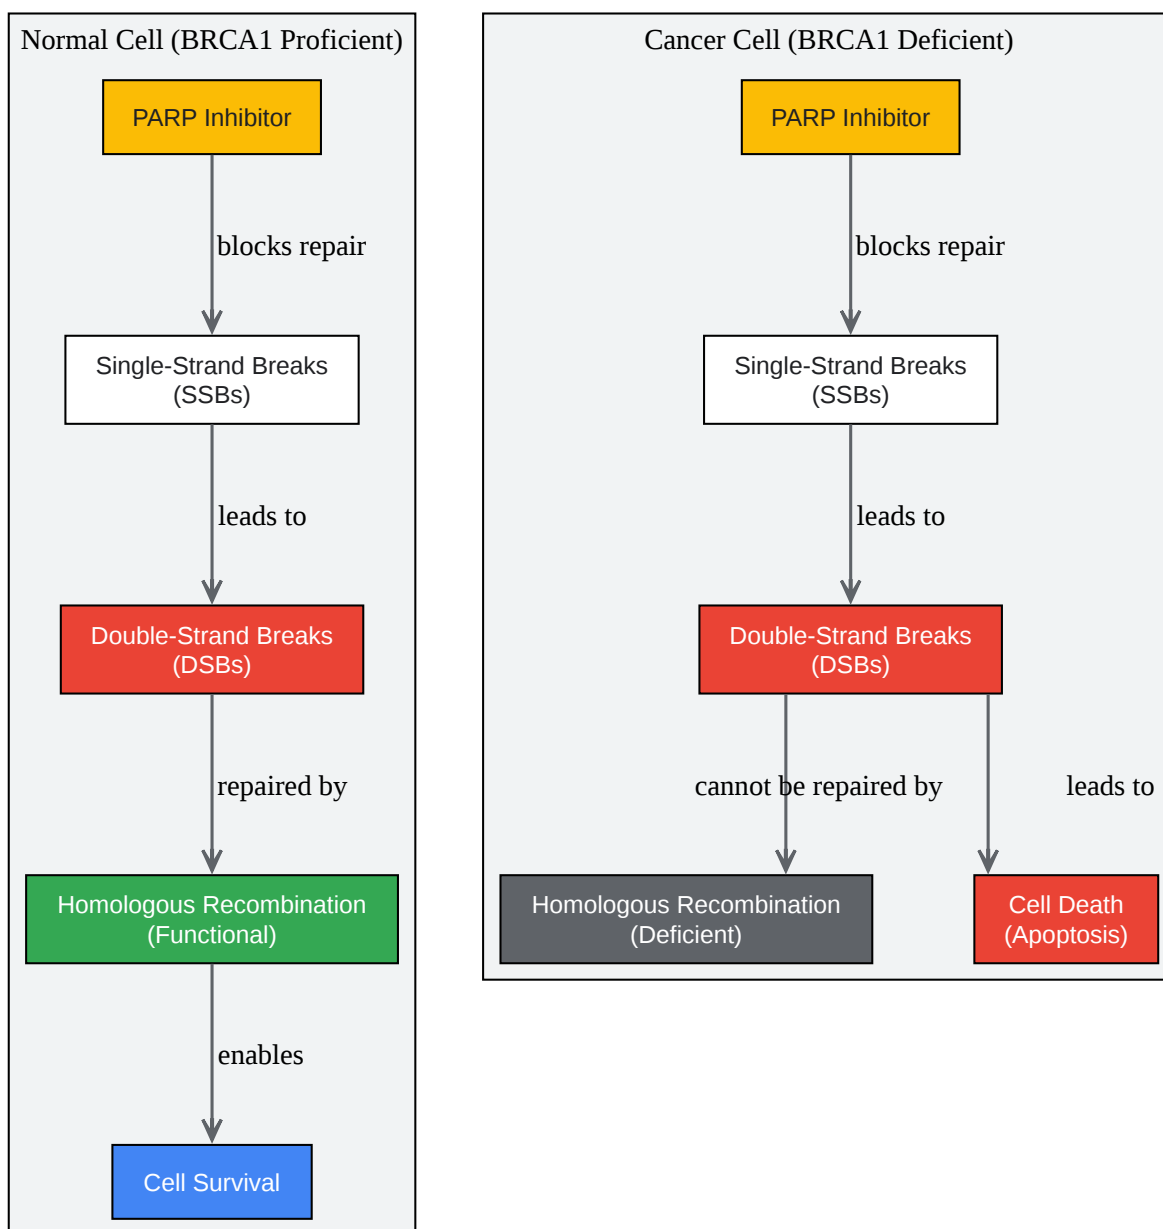 Normal Cell (BRCA1 Proficient)
PARP Inhibitor
blocks repair
Single-Strand Breaks
(SSBs)
leads to
Double-Strand Breaks
(DSBs)
repaired by
Homologous Recombination
(Functional)
enables
Cell Survival
Cancer Cell (BRCA1 Deficient)
PARP Inhibitor
blocks repair
Single-Strand Breaks
(SSBs)
leads to
Double-Strand Breaks
(DSBs)
cannot be repaired by
leads to
Homologous Recombination
(Deficient)
Cell Death
(Apoptosis)